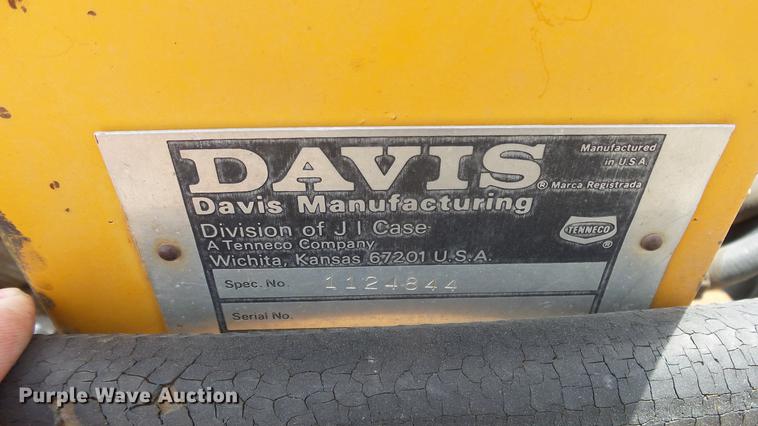 DAVIS
Manufactured
in U.S.A.
® Marca Registrada
Davis Manufacturing
Division of J I Case
A Tenneco Company
Wichita, Kansas 67201 U.S.A.
TENNECO
®
Spec. No. 1124844
Serial No.
Purple Wave Auction